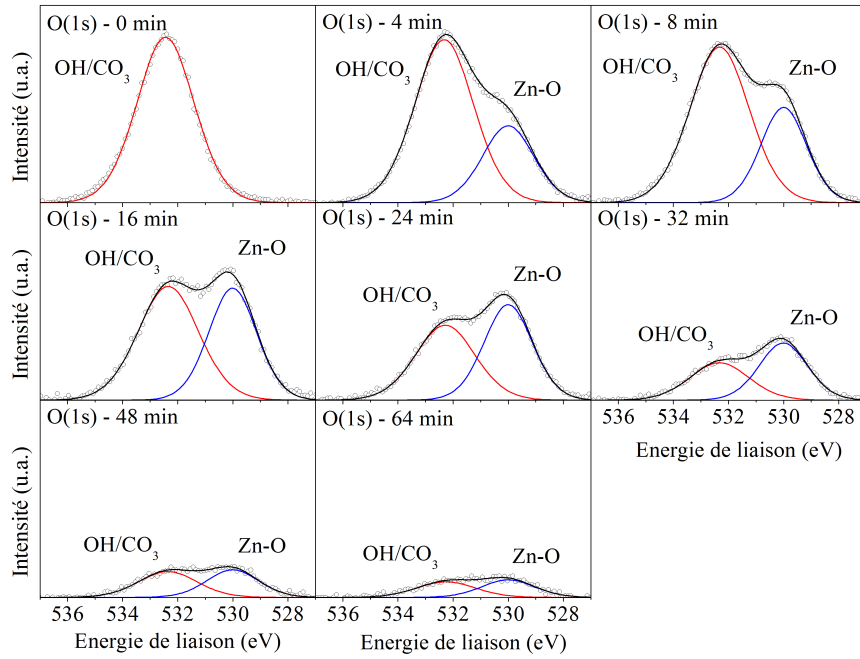 O(1s) - 0 min
OH/CO3
O(1s) - 4 min
OH/CO3
Zn-O
O(1s) - 8 min
OH/CO3
Zn-O
Intensité (u.a.)
O(1s) - 16 min
OH/CO3
Zn-O
O(1s) - 24 min
OH/CO3
Zn-O
O(1s) - 32 min
OH/CO3
Zn-O
Intensité (u.a.)
536 534 532 530 528
Energie de liaison (eV)
O(1s) - 48 min
OH/CO3
Zn-O
O(1s) - 64 min
OH/CO3
Zn-O
Intensité (u.a.)
536 534 532 530 528
Energie de liaison (eV)
536 534 532 530 528
Energie de liaison (eV)